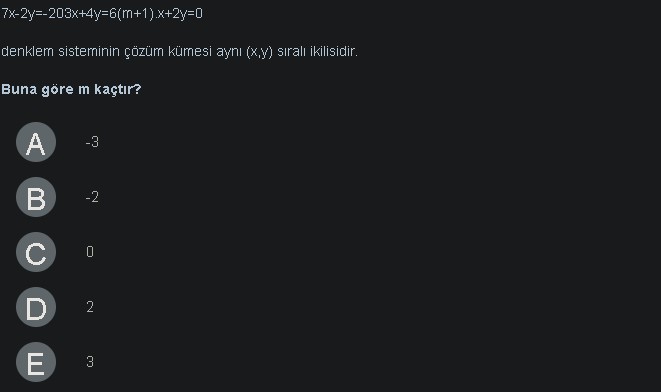 7x-2y=-203x+4y=6(m+1).x+2y=0
denklem sisteminin çözüm kümesi aynı (x,y) sıralı ikilisidir.
Buna göre m kaçtır?
A -3
B -2
C 0
D 2
E 3